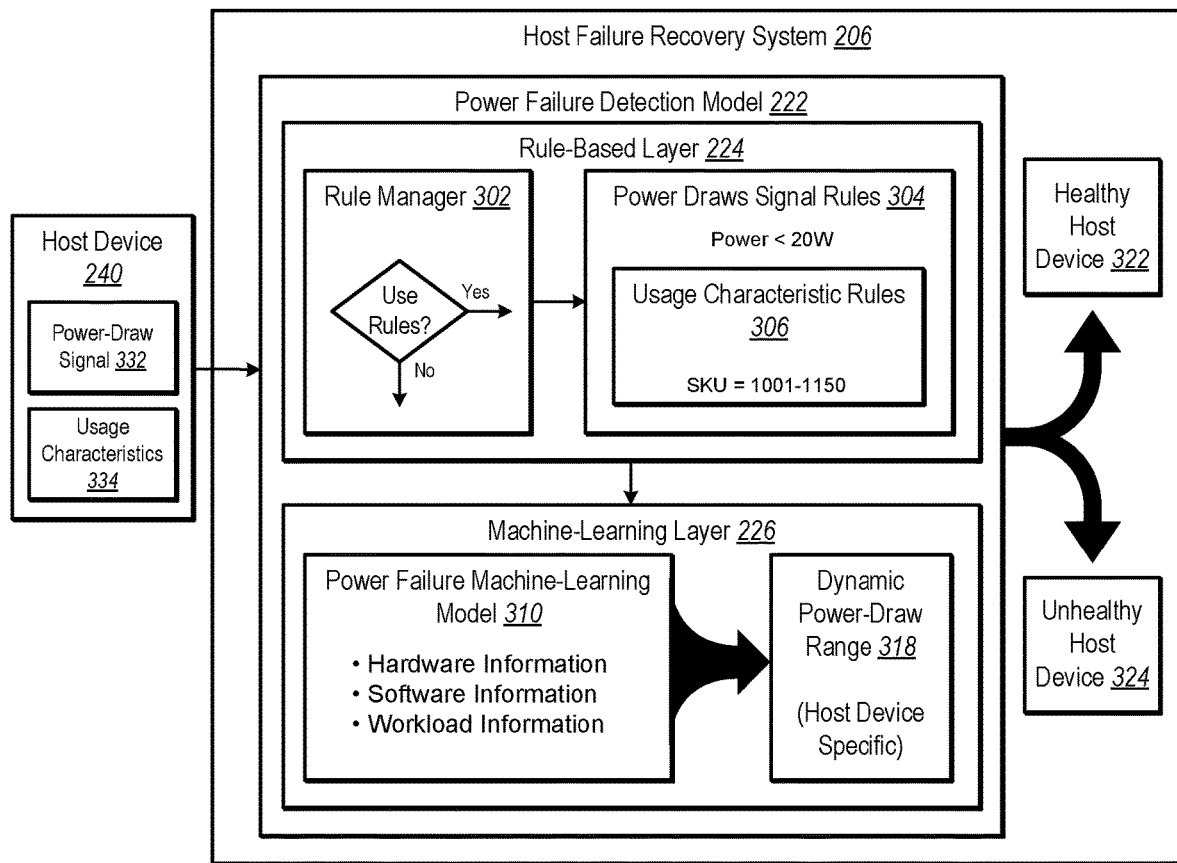 Host Failure Recovery System 206
Power Failure Detection Model 222
Rule-Based Layer 224
Rule Manager 302
Use
Rules?
Yes
No
Power Draws Signal Rules 304
Power < 20W
Usage Characteristic Rules
306
SKU = 1001-1150
Host Device
240
Power-Draw
Signal 332
Usage
Characteristics
334
Machine-Learning Layer 226
Power Failure Machine-Learning
Model 310
• Hardware Information
• Software Information
• Workload Information
Dynamic
Power-Draw
Range 318
(Host Device
Specific)
Healthy
Host
Device 322
Unhealthy
Host
Device 324